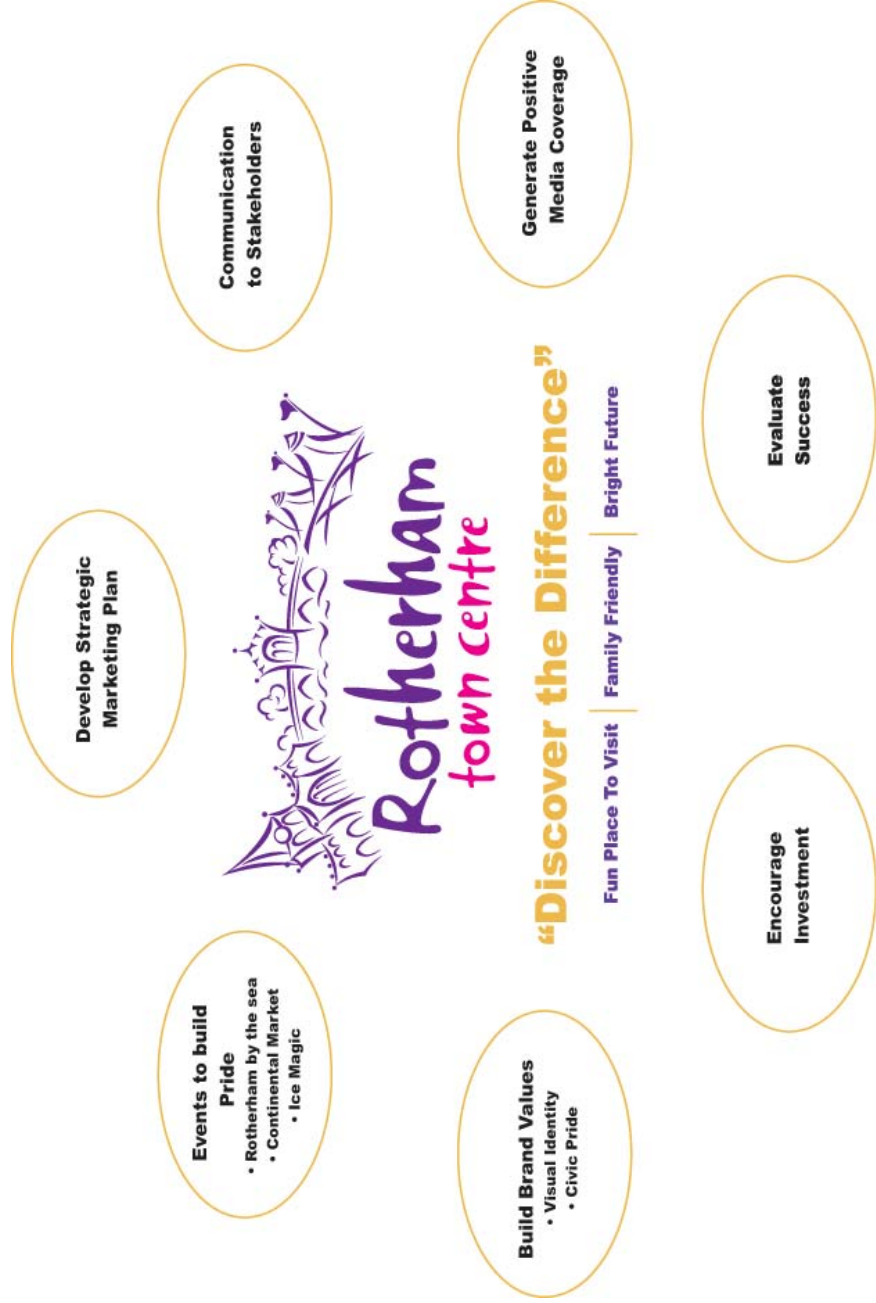 Develop Strategic
Marketing Plan
Communication
to Stakeholders
Generate Positive
Media Coverage
Evaluate
Success
Encourage
Investment
Build Brand Values
• Visual Identity
• Civic Pride
Events to build
Pride
• Rotherham by the sea
• Continental Market
• Ice Magic
Rotherham
town centre
“Discover the Difference”
Fun Place To Visit | Family Friendly | Bright Future